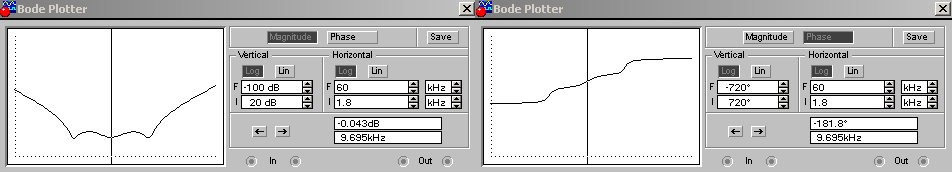 Bode Plotter
Magnitude Phase Save
Vertical Horizontal
Log Lin Log Lin
F -100 dB F 60 kHz
I 20 dB I 1.8 kHz
-0.043dB
9.695kHz
In Out
Bode Plotter
Magnitude Phase Save
Vertical Horizontal
Log Lin Log Lin
F -720° F 60 kHz
I 720° I 1.8 kHz
-181.8°
9.695kHz
In Out